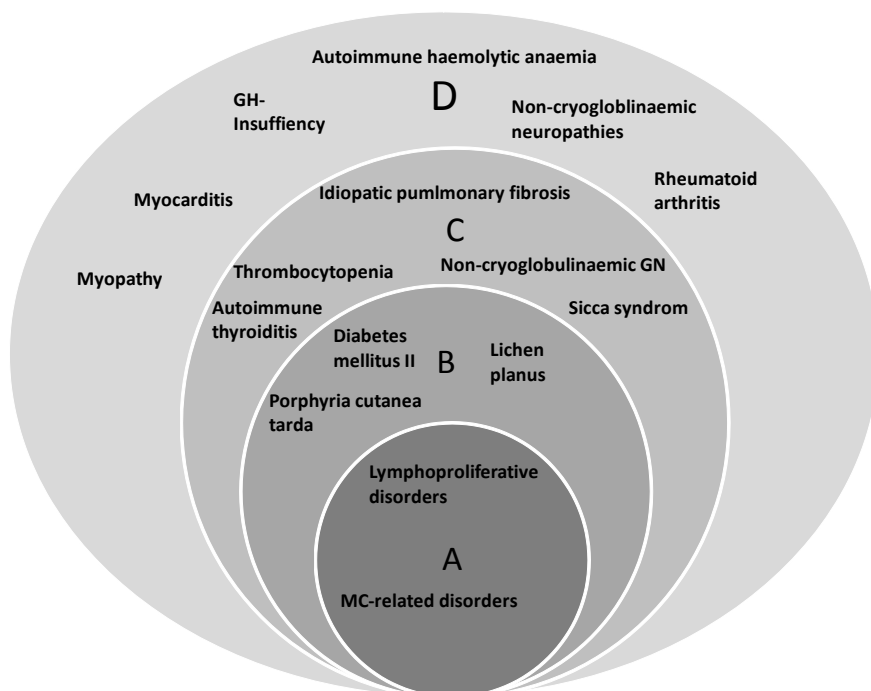 Autoimmune haemolytic anaemia
D
GH-
Insuffiency
Non-cryogloblinaemic
neuropathies
Rheumatoid
arthritis
Myocarditis
Myopathy
Idiopatic pumlmonary fibrosis
C
Thrombocytopenia
Non-cryoglobulinaemic GN
Autoimmune
thyroiditis
Sicca syndrom
Diabetes
mellitus II
B
Lichen
planus
Porphyria cutanea
tarda
Lymphoproliferative
disorders
A
MC-related disorders